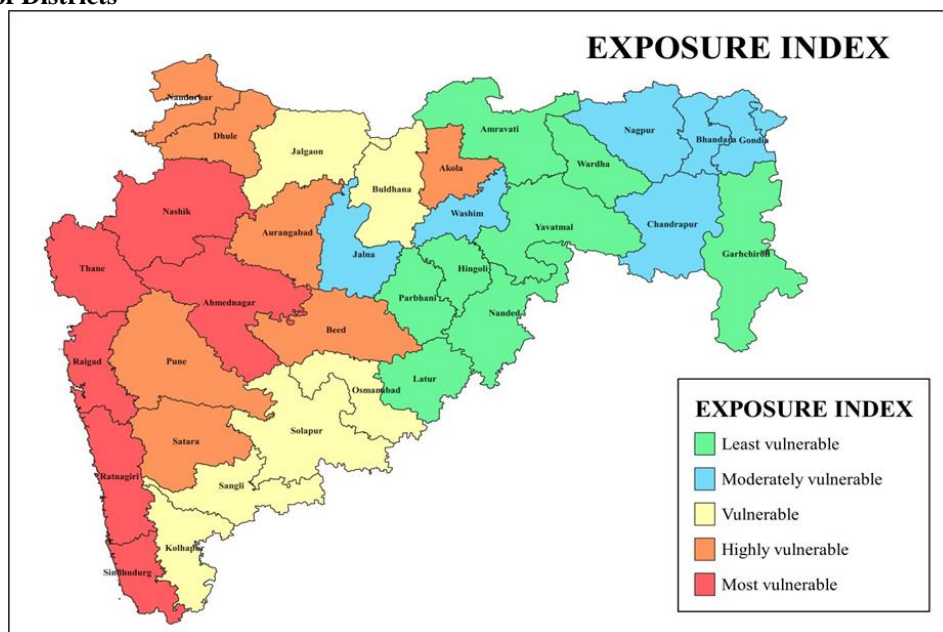 of Districts
EXPOSURE INDEX
Nandurbar
Dhule
Jalgaon
Buldhana
Akola
Amravati
Wardha
Nagpur
Bhandara
Gondia
Nashik
Aurangabad
Jalna
Washim
Yavatmal
Chandrapur
Garhchiroli
Thane
Ahmednagar
Hingoli
Parbhani
Nanded
Beed
Raigad
Pune
Osmanabad
Latur
Satara
Solapur
Ratnagiri
Sangli
Kolhapur
Sindhudurg
EXPOSURE INDEX
Least vulnerable
Moderately vulnerable
Vulnerable
Highly vulnerable
Most vulnerable